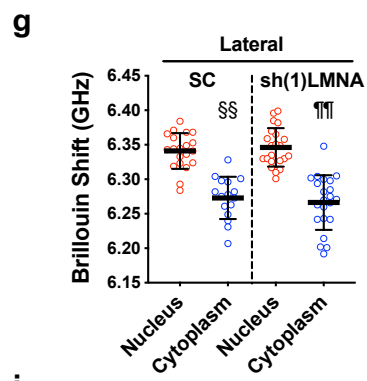 g
Lateral
SC sh(1)LMNA
§§ ¶¶
Brillouin Shift (GHz)
6.45
6.40
6.35
6.30
6.25
6.20
6.15
Nucleus
Cytoplasm
Nucleus
Cytoplasm